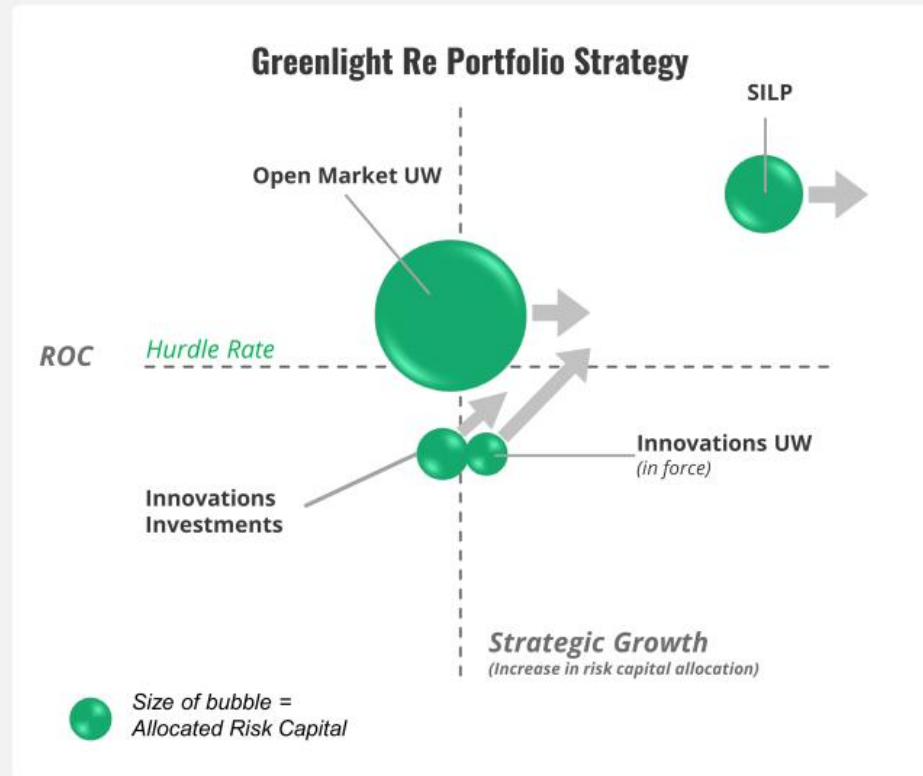 Greenlight Re Portfolio Strategy
SILP
Open Market UW
ROC
Hurdle Rate
Innovations UW
(in force)
Innovations
Investments
Strategic Growth
(Increase in risk capital allocation)
Size of bubble =
Allocated Risk Capital